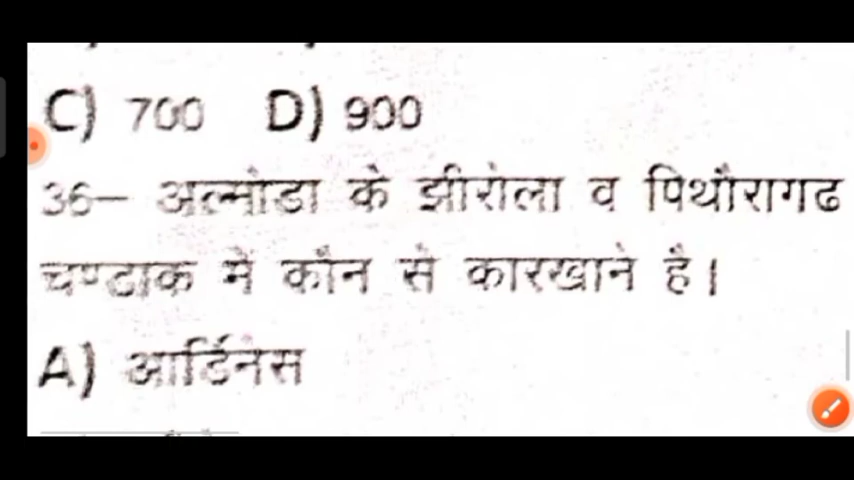 C) 700 D) 900
36– अल्मोडा के झीरोला व पिथौरागढ
चण्टाक में कौन से कारखाने है।
A) आर्डिनेस